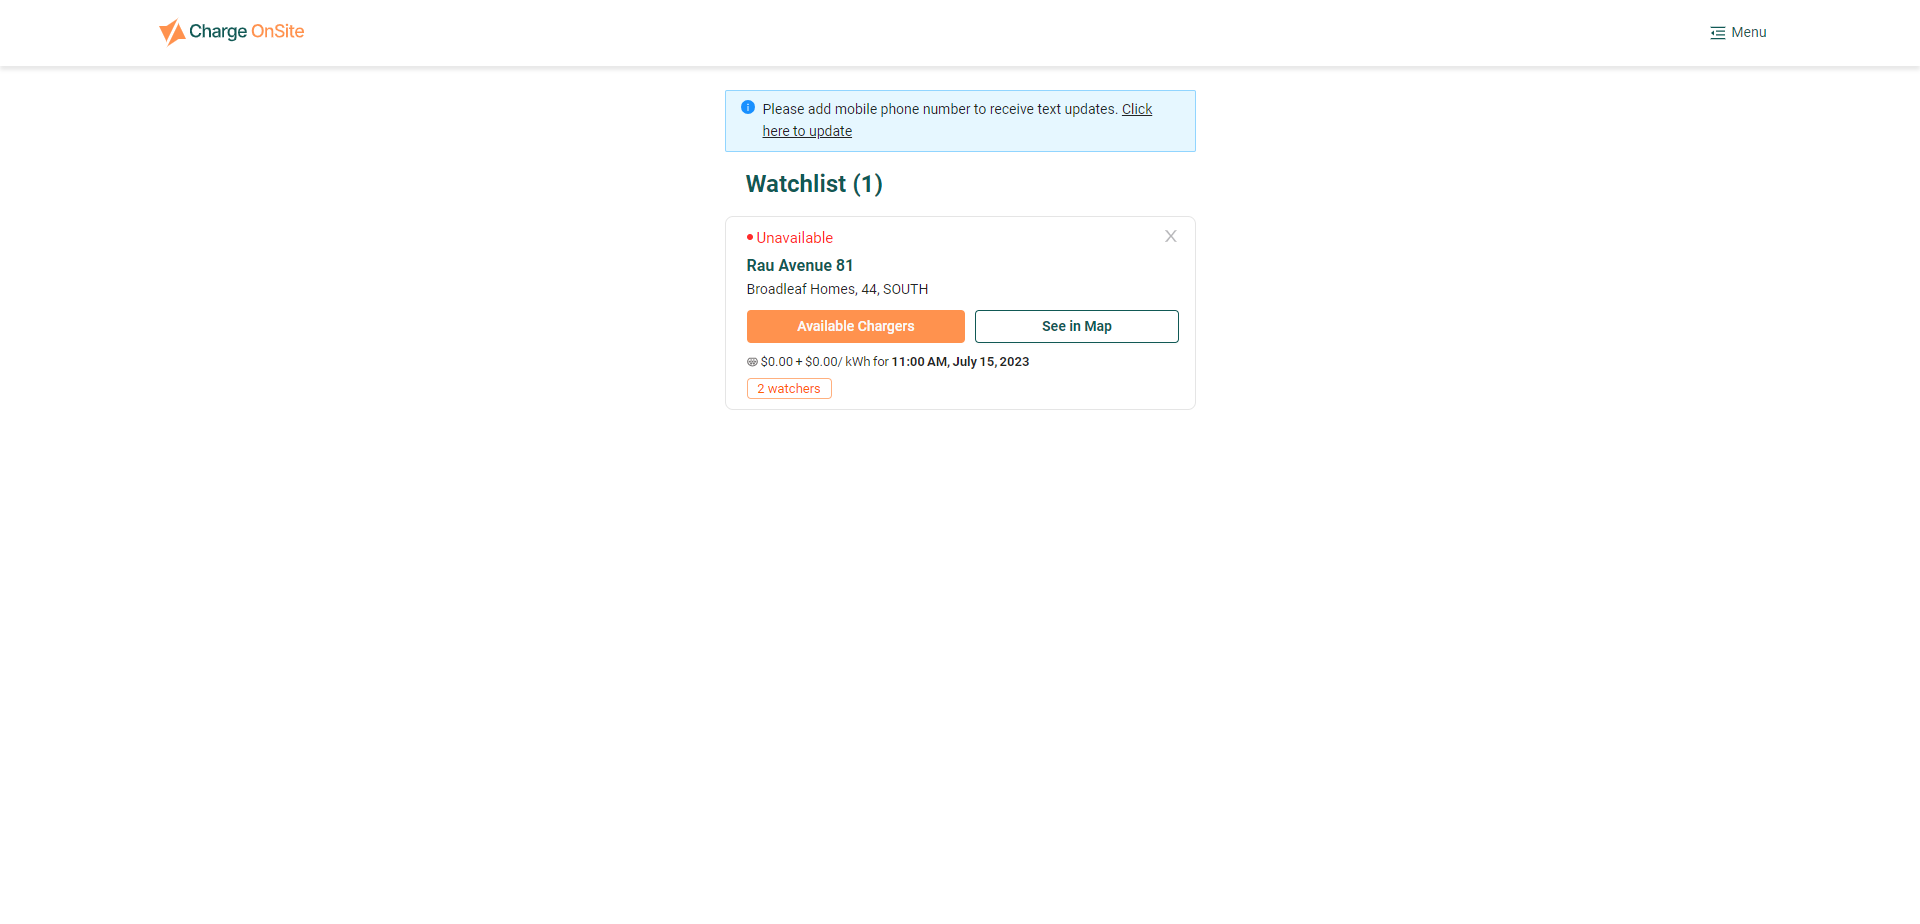 Charge OnSite
Menu
Please add mobile phone number to receive text updates. Click
here to update
Watchlist (1)
Unavailable
X
Rau Avenue 81
Broadleaf Homes, 44, SOUTH
Available Chargers
See in Map
$0.00 + $0.00/ kWh for 11:00 AM, July 15, 2023
2 watchers